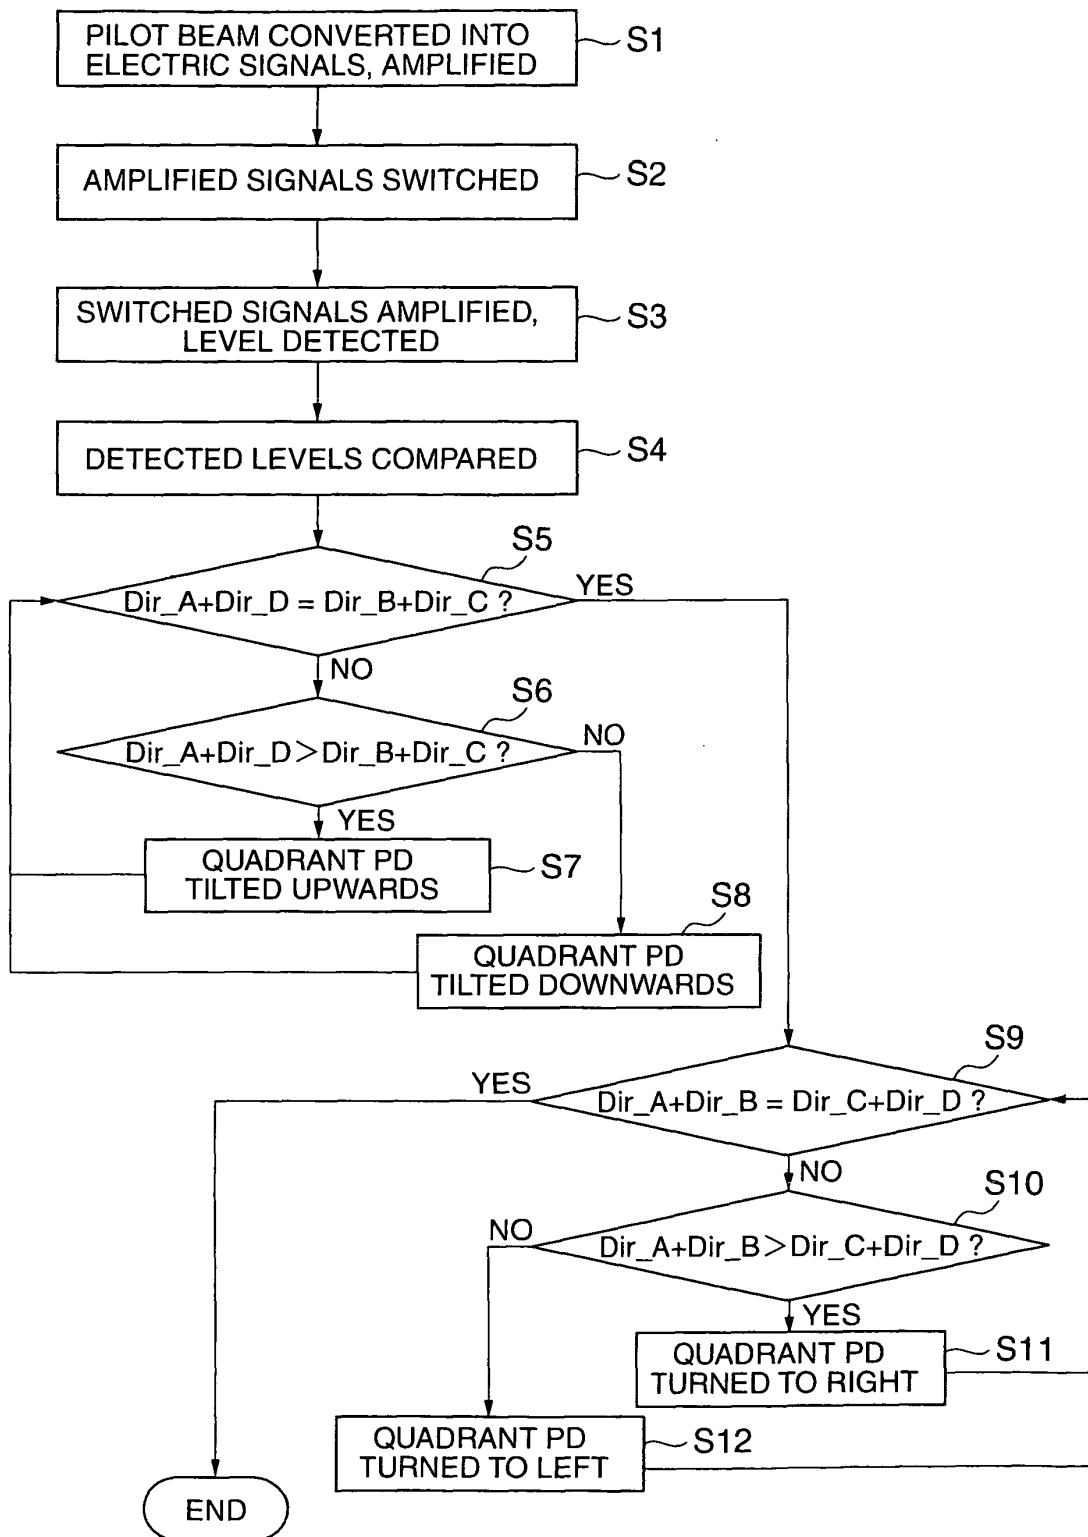 PILOT BEAM CONVERTED INTO
ELECTRIC SIGNALS, AMPLIFIED
S1
AMPLIFIED SIGNALS SWITCHED
S2
SWITCHED SIGNALS AMPLIFIED,
LEVEL DETECTED
S3
DETECTED LEVELS COMPARED
S4
S5
Dir_A+Dir_D = Dir_B+Dir_C ?
YES
NO
S6
Dir_A+Dir_D>Dir_B+Dir_C ?
NO
YES
QUADRANT PD
TILTED UPWARDS
S7
S8
QUADRANT PD
TILTED DOWNWARDS
S9
YES
Dir_A+Dir_B = Dir_C+Dir_D ?
NO
S10
NO
Dir_A+Dir_B>Dir_C+Dir_D ?
YES
QUADRANT PD
TURNED TO RIGHT
S11
QUADRANT PD
TURNED TO LEFT
S12
END